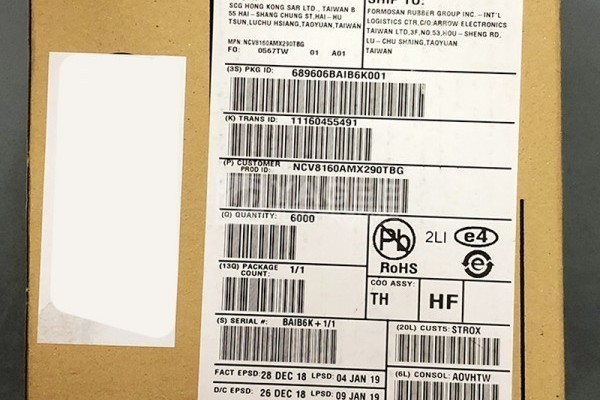 SCG HONG KONG SAR LTD., TAIWAN B
55 HAI-SHANG CHUNG ST,HAI-HU
TSUN,LUCHU HSIANG,TAOYUAN,TAIWAN
MPN: NCV8160AMX290TBG
FO: 0567TW 01 A01
SHIP TO:
FORMOSAN RUBBER GROUP INC.-INT'L
LOGISTICS CTR,C/O ARROW ELECTRONICS
TAIWAN LTD,3F,NO.53,HOU-SHENG RD,
LU-CHU SHAING,TAOYUAN
TAIWAN
(3S) PKG ID: 689606BAIB6K001
(K) TRANS ID: 11160455491
(P) CUSTOMER PROD ID: NCV8160AMX290TBG
(Q) QUANTITY: 6000
Pb 2LI e4
RoHS e
(13Q) PACKAGE COUNT: 1/1
COO ASSY:
TH HF
(S) SERIAL #: BAIB6K+1/1
(20L) CUST5: STROX
FACT EPSD: 28 DEC 18 LPSD: 04 JAN 19
(6L) CONSOL: AOVHTW
D/C EPSD: 26 DEC 18 LPSD: 09 JAN 19